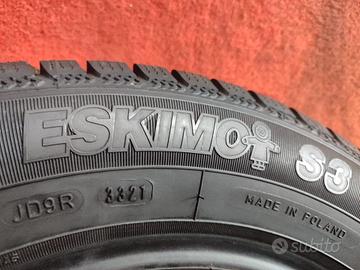 ESKIMO S3
JD9R 3321 MADE IN POLAND
subito